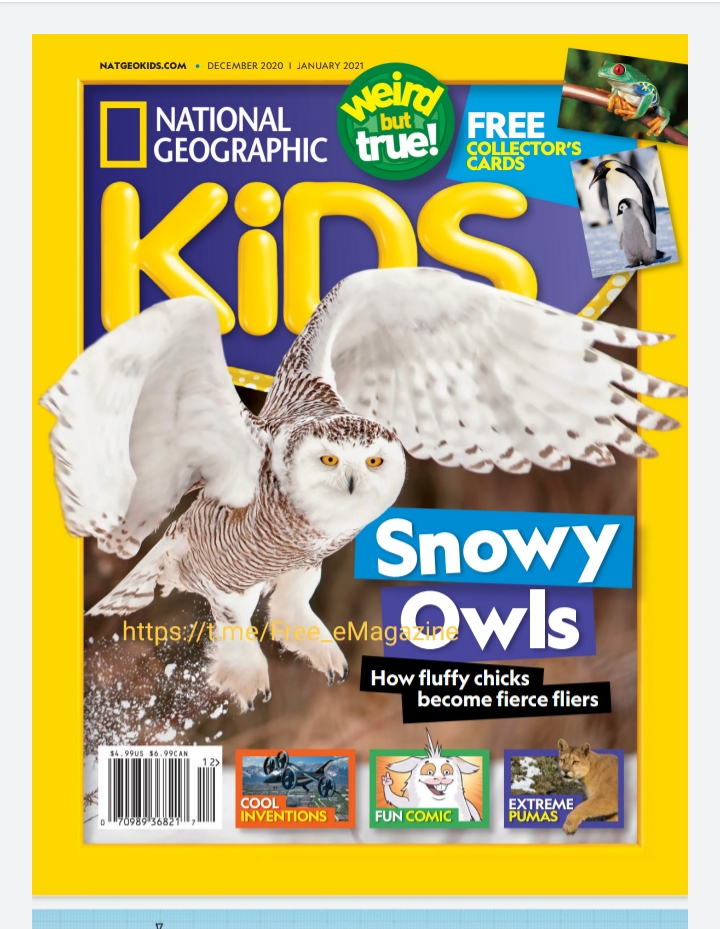 NATGEOKIDS.COM • DECEMBER 2020 | JANUARY 2021
NATIONAL
GEOGRAPHIC
KiDS
weird
but
true!
FREE
COLLECTOR'S
CARDS
Snowy
Owls
https://t.me/Free_eMagazine
How fluffy chicks
become fierce fliers
$4.99US $6.99CAN
12>
0 70989 36821 7
COOL
INVENTIONS
FUN COMIC
EXTREME
PUMAS
17